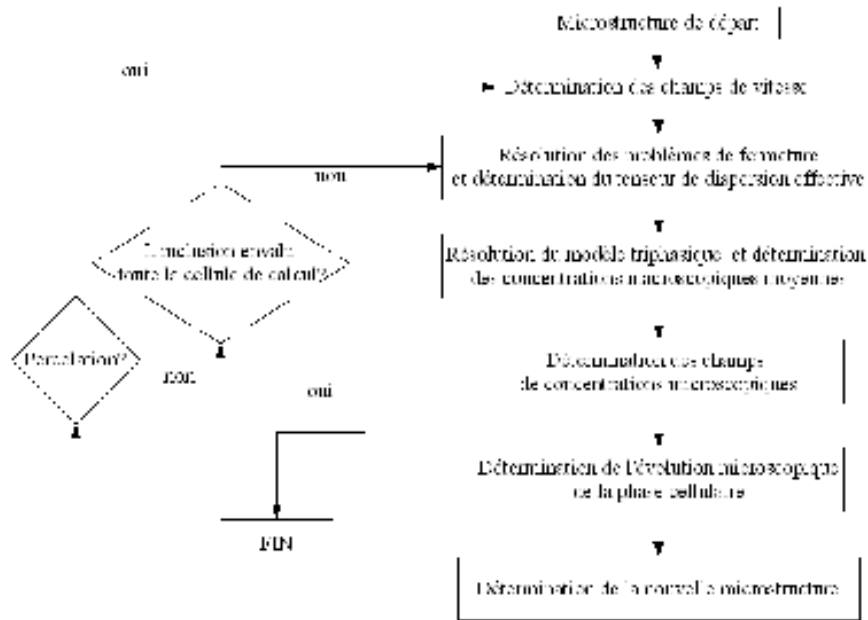 Microstructure de départ
oui
Détermination des champs de vitesse
Résolution des problèmes de fermeture
non
et détermination du tenseur de dispersion effective
L'inclusion envahit
toute la cellule de calcul?
Résolution du modèle triphasique et détermination
des concentrations macroscopiques moyennes
Percolation?
non
Détermination des champs
de concentrations microscopiques
oui
Détermination de l'évolution microscopique
de la phase cellulaire
FIN
Détermination de la nouvelle microstructure